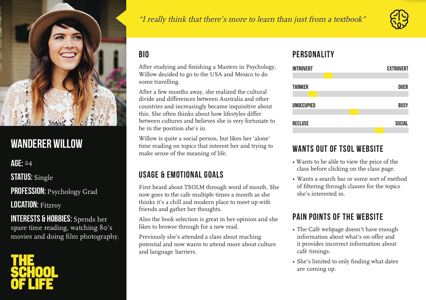 "I really think that there's more to learn than just from a textbook"
WANDERER WILLOW
AGE: 24
STATUS: Single
PROFESSION: Psychology Grad
LOCATION: Fitzroy
INTERESTS & HOBBIES: Spends her
spare time reading, watching 80's
movies and doing film photography.
THE
SCHOOL
OF LIFE
BIO
After studying and finishing a Masters in Psychology,
Willow decided to go to the USA and Mexico to do
some travelling.
After a few months away, she realized the cultural
divide and differences between Australia and other
countries and increasingly became inquisitive about
this. She often thinks about how lifestyles differ
between cultures and believes she is very fortunate to
be in the position she's in.
Willow is quite a social person, but likes her 'alone'
time reading on topics that interest her and trying to
make sense of the meaning of life.
USAGE & EMOTIONAL GOALS
First heard about TSOLM through word of mouth. She
now goes to the cafe multiple times a month as she
thinks it's a chill and modern place to meet up with
friends and gather her thoughts.
Also the book selection is great in her opinion and she
likes to browse through for a new read.
Previously she's attended a class about reaching
potential and now wants to attend more about culture
and language barriers.
PERSONALITY
INTROVERT EXTROVERT
THINKER DOER
UNOCCUPIED BUSY
RECLUSE SOCIAL
WANTS OUT OF TSOL WEBSITE
• Wants to be able to view the price of the
class before clicking on the class page.
• Wants a search bar or some sort of method
of filtering through classes for the topics
she's interested in.
PAIN POINTS OF THE WEBSITE
• The Café webpage doesn't have enough
information about what's on offer and
it provides incorrect information about
café timings.
• She's limited to only finding what dates
are coming up.